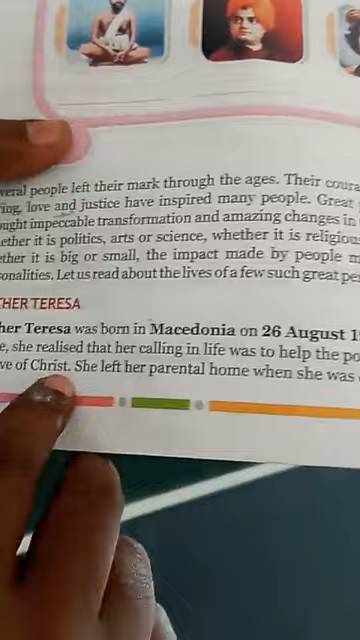 veral people left their mark through the ages. Their coura
ring, love and justice have inspired many people. Great
ought impeccable transformation and amazing changes in
ether it is politics, arts or science, whether it is religiou
ether it is big or small, the impact made by people m
sonalities. Let us read about the lives of a few such great per
THER TERESA
her Teresa was born in Macedonia on 26 August 19
e, she realised that her calling in life was to help the po
ve of Christ. She left her parental home when she was